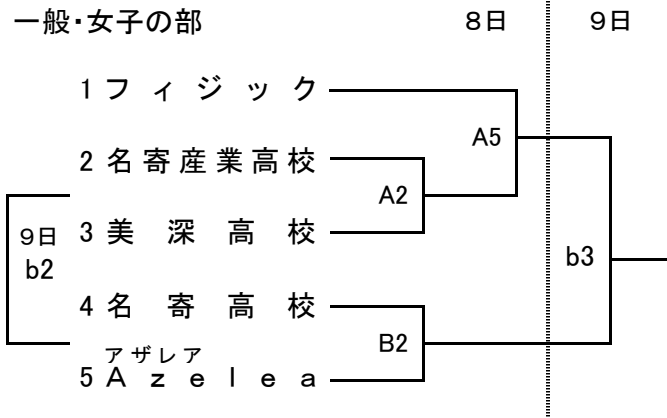 一般・女子の部 8日 9日
1 フィジック
A5
2 名寄産業高校
A2
9日 3 美深高校
b2 b3
4 名寄高校
B2
アザレア
5 Azelea